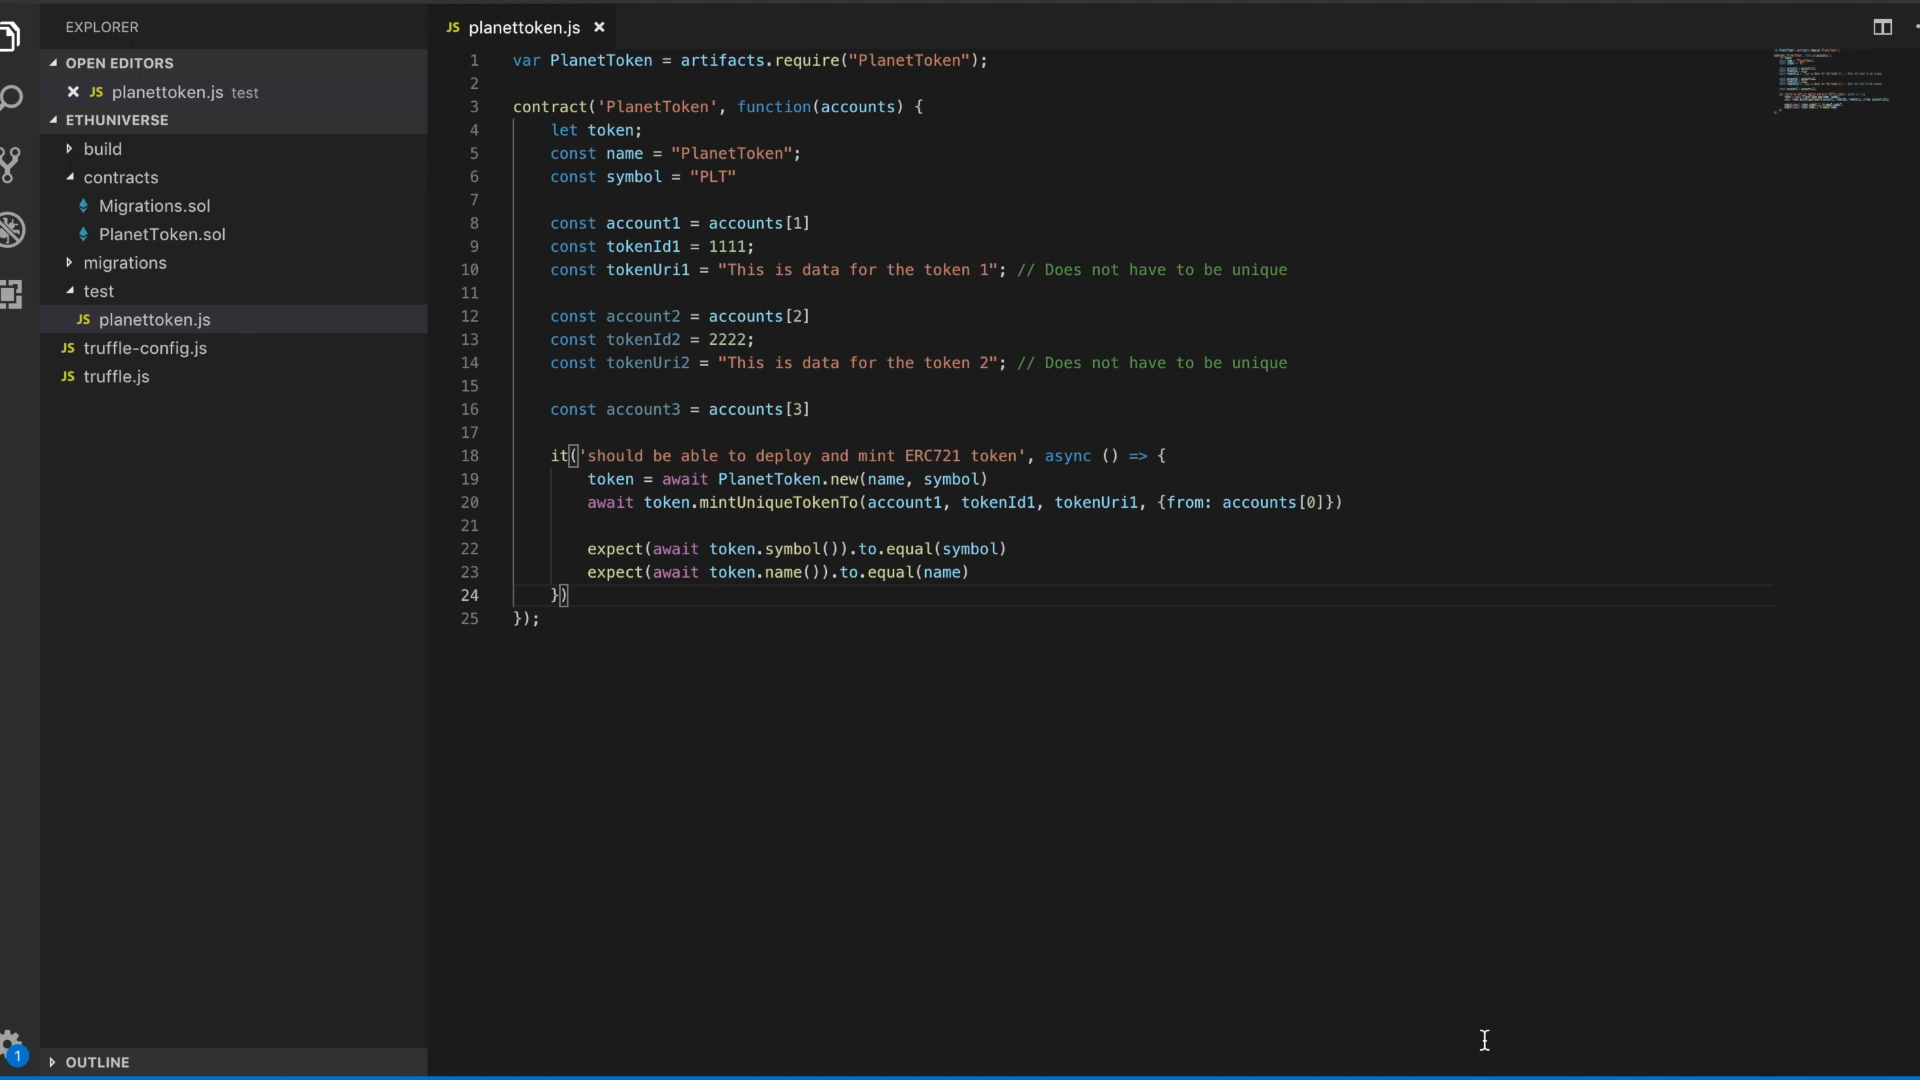 EXPLORER
OPEN EDITORS
JS planettoken.js test
ETHUNIVERSE
build
contracts
Migrations.sol
PlanetToken.sol
migrations
test
JS planettoken.js
JS truffle-config.js
JS truffle.js
OUTLINE
1
JS planettoken.js
1 var PlanetToken = artifacts.require("PlanetToken");
2
3 contract('PlanetToken', function(accounts) {
4 let token;
5 const name = "PlanetToken";
6 const symbol = "PLT"
7
8 const account1 = accounts[1]
9 const tokenId1 = 1111;
10 const tokenUri1 = "This is data for the token 1"; // Does not have to be unique
11
12 const account2 = accounts[2]
13 const tokenId2 = 2222;
14 const tokenUri2 = "This is data for the token 2"; // Does not have to be unique
15
16 const account3 = accounts[3]
17
18 it('should be able to deploy and mint ERC721 token', async () => {
19 token = await PlanetToken.new(name, symbol)
20 await token.mintUniqueTokenTo(account1, tokenId1, tokenUri1, {from: accounts[0]})
21
22 expect(await token.symbol()).to.equal(symbol)
23 expect(await token.name()).to.equal(name)
24 })
25 });